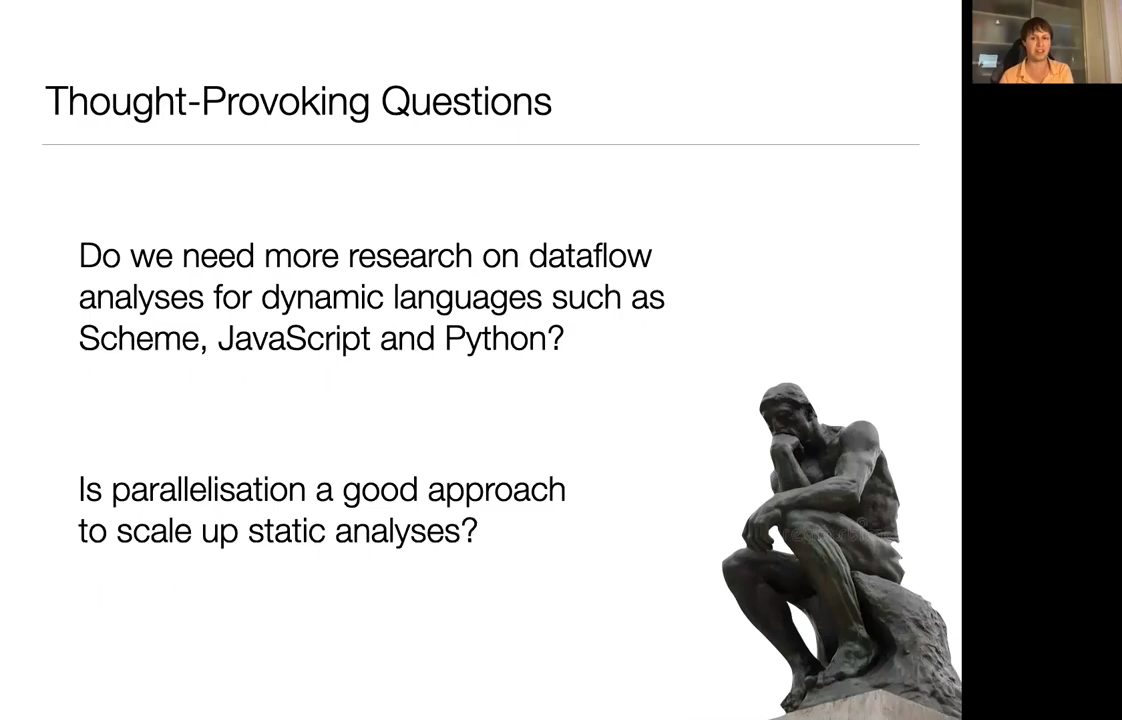 Thought-Provoking Questions
Do we need more research on dataflow
analyses for dynamic languages such as
Scheme, JavaScript and Python?
Is parallelisation a good approach
to scale up static analyses?